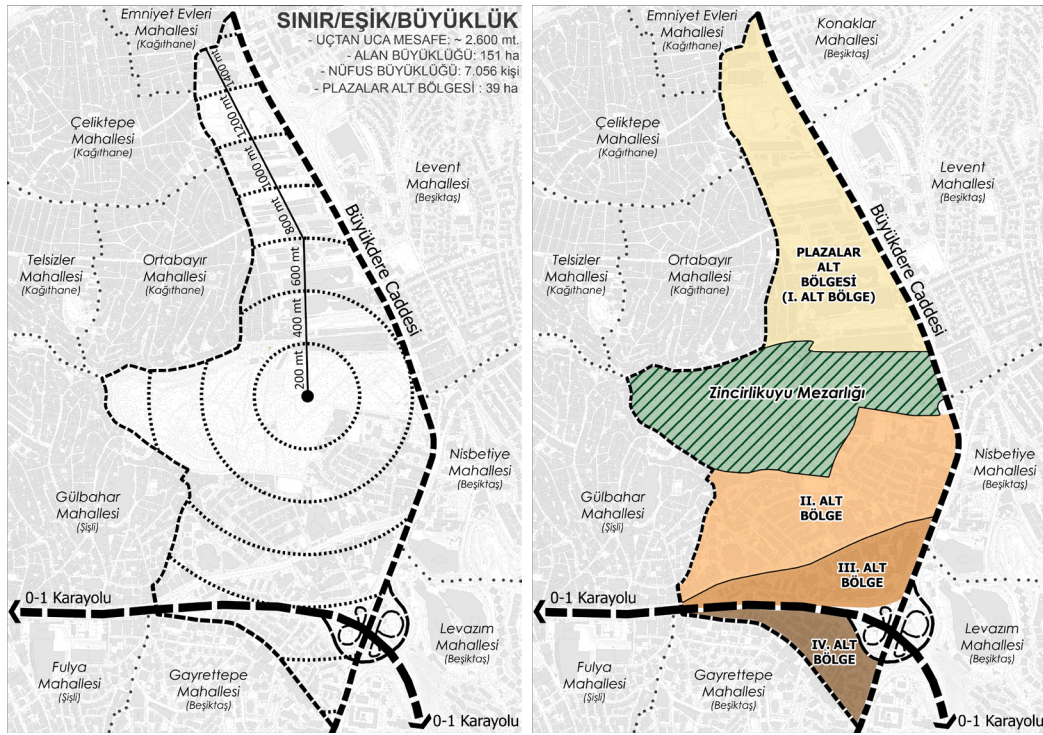 SINIR/EŞİK/BÜYÜKLÜK
- UÇTAN UCA MESAFE: ~ 2.600 mt.
- ALAN BÜYÜKLÜĞÜ: 151 ha
- NÜFUS BÜYÜKLÜĞÜ: 7.056 kişi
- PLAZALAR ALT BÖLGESİ : 39 ha
Emniyet Evleri
Mahallesi
(Kağıthane)
Çeliktepe
Mahallesi
(Kağıthane)
Levent
Mahallesi
(Beşiktaş)
Telsizler
Mahallesi
(Kağıthane)
Ortabayır
Mahallesi
(Kağıthane)
1400 mt
1200 mt
1000 mt
800 mt
600 mt
400 mt
200 mt
Büyükdere Caddesi
Nisbetiye
Mahallesi
(Beşiktaş)
Gülbahar
Mahallesi
(Şişli)
0-1 Karayolu
Levazım
Mahallesi
(Beşiktaş)
Fulya
Mahallesi
(Şişli)
Gayrettepe
Mahallesi
(Beşiktaş)
0-1 Karayolu
Emniyet Evleri
Mahallesi
(Kağıthane)
Konaklar
Mahallesi
(Beşiktaş)
Çeliktepe
Mahallesi
(Kağıthane)
Levent
Mahallesi
(Beşiktaş)
Telsizler
Mahallesi
(Kağıthane)
Ortabayır
Mahallesi
(Kağıthane)
PLAZALAR
ALT
BÖLGESİ
(I. ALT BÖLGE)
Büyükdere Caddesi
Zincirlikuyu Mezarlığı
Nisbetiye
Mahallesi
(Beşiktaş)
Gülbahar
Mahallesi
(Şişli)
II. ALT
BÖLGE
III. ALT
BÖLGE
0-1 Karayolu
IV. ALT
BÖLGE
Levazım
Mahallesi
(Beşiktaş)
Fulya
Mahallesi
(Şişli)
Gayrettepe
Mahallesi
(Beşiktaş)
0-1 Karayolu